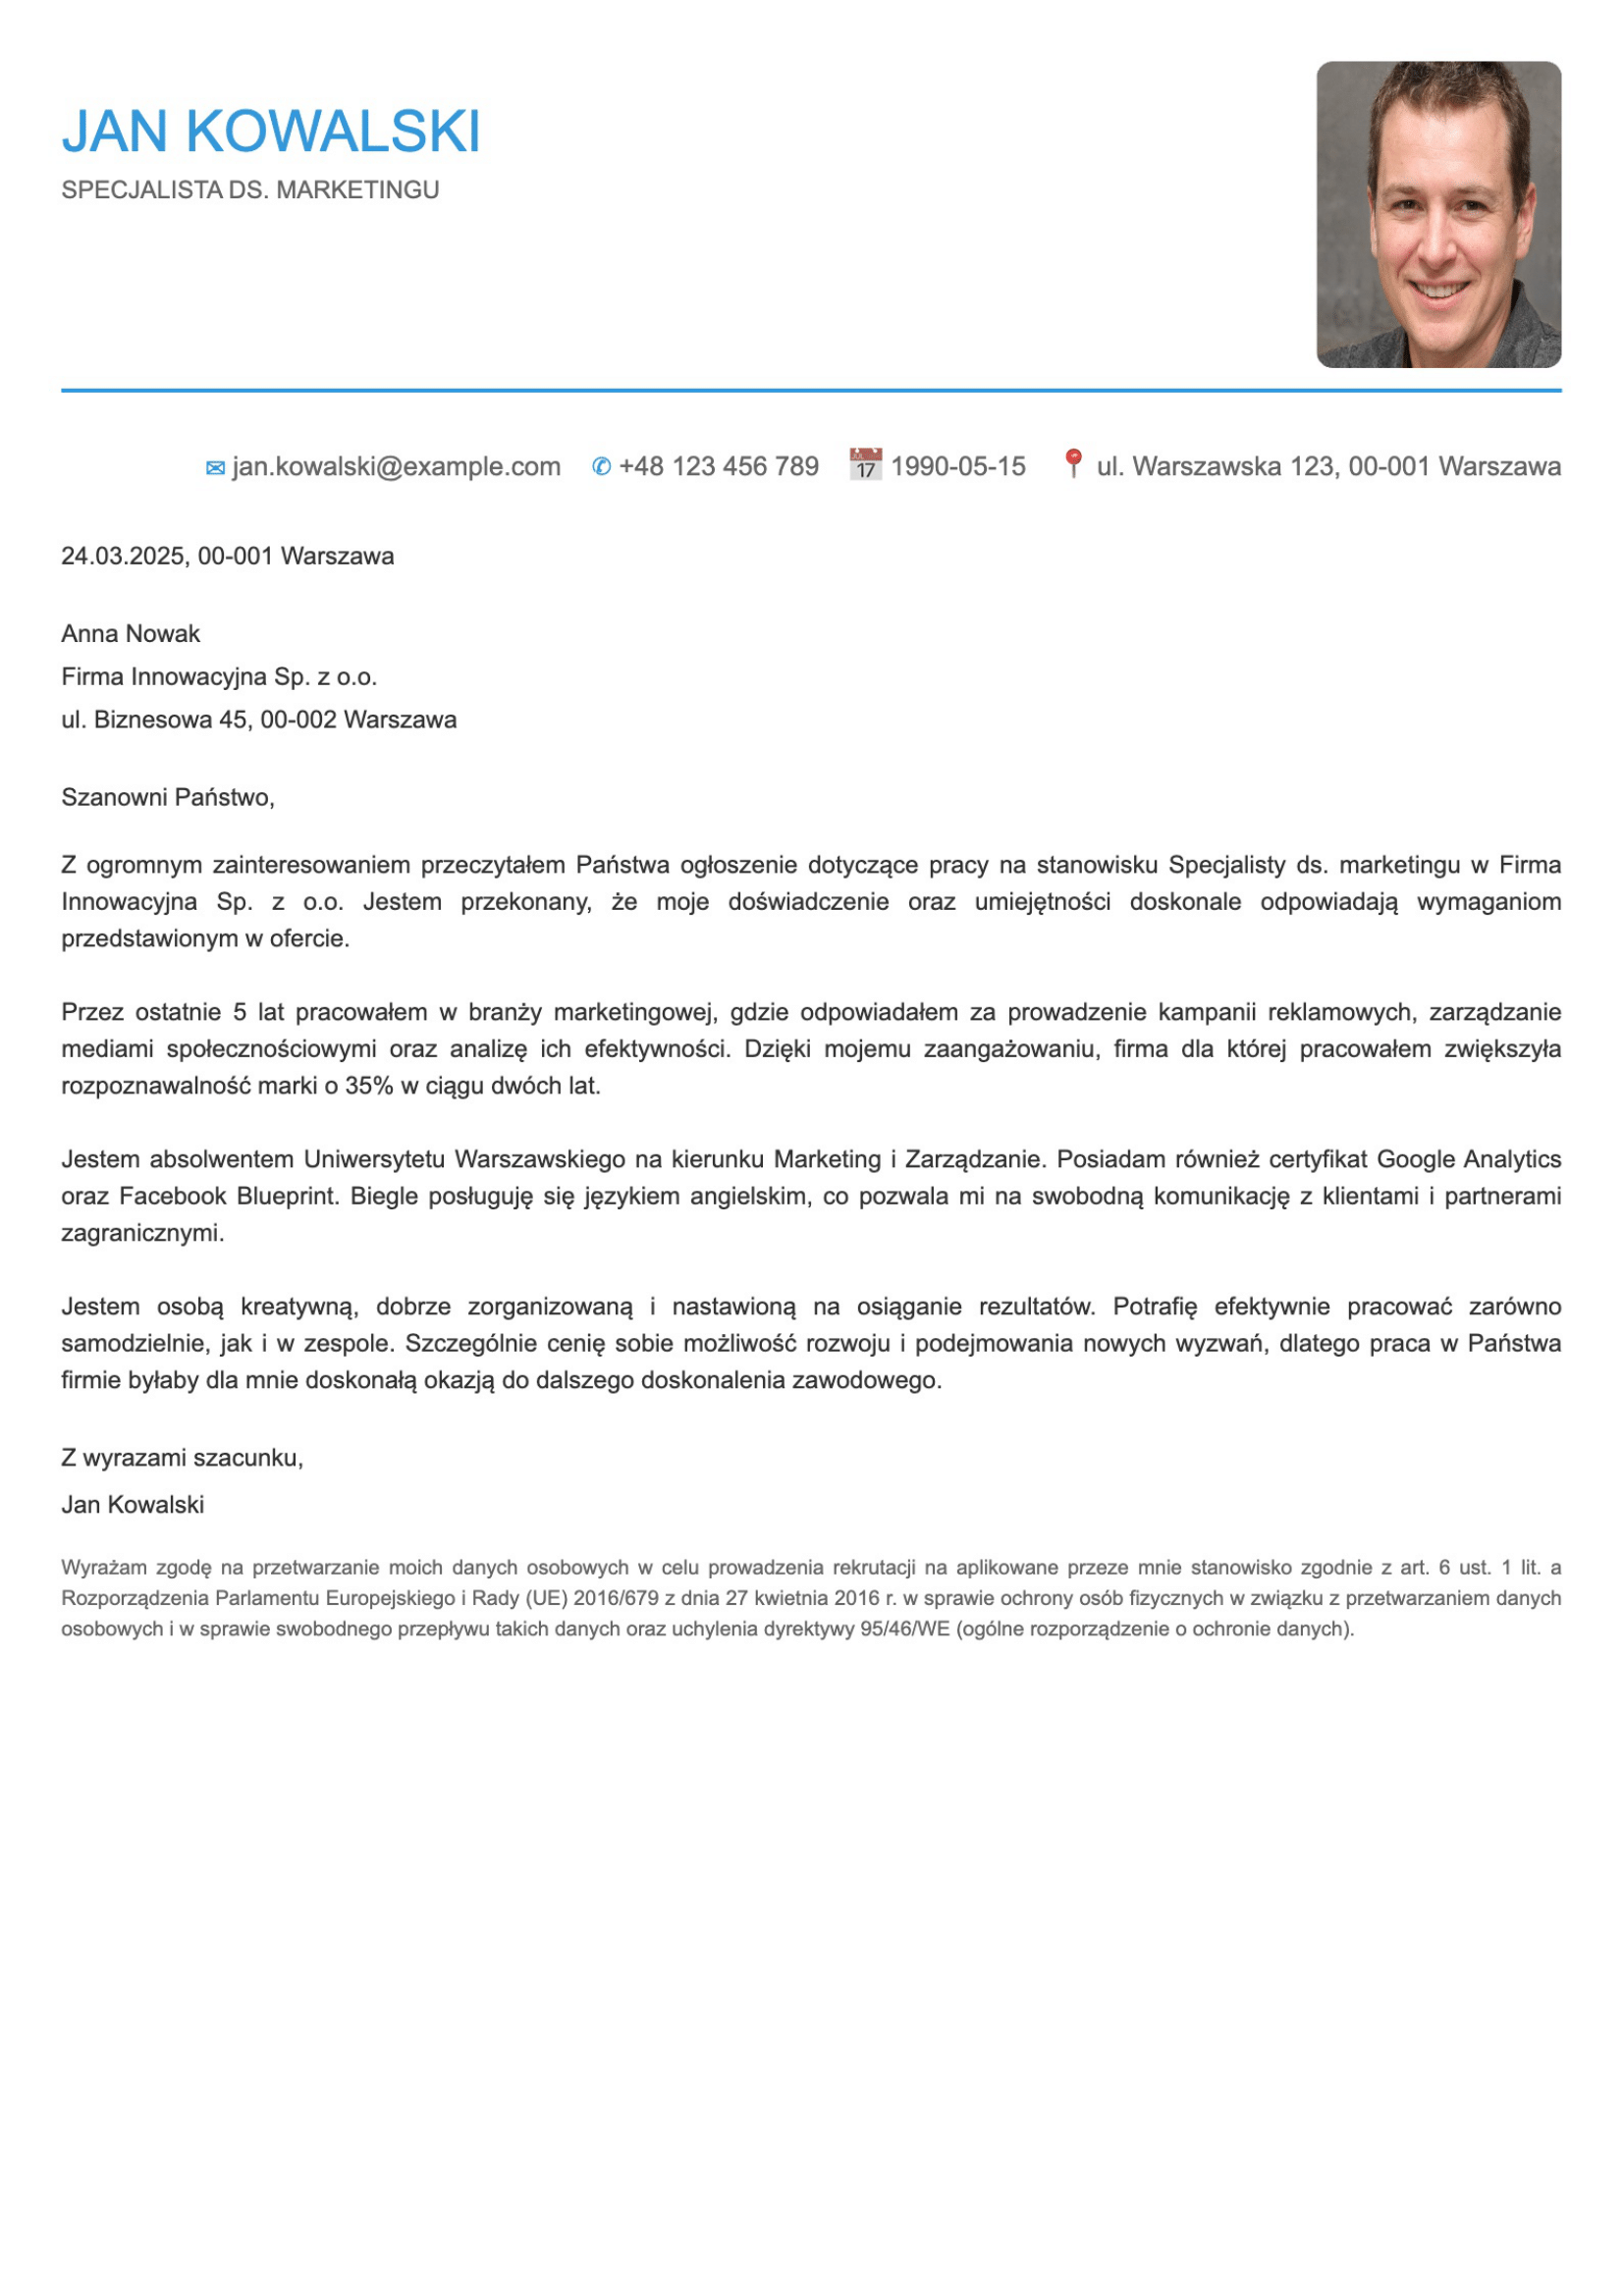 JAN KOWALSKI
SPECJALISTA DS. MARKETINGU
✉ jan.kowalski@example.com ✆ +48 123 456 789 📅 1990-05-15 📍 ul. Warszawska 123, 00-001 Warszawa
24.03.2025, 00-001 Warszawa
Anna Nowak
Firma Innowacyjna Sp. z o.o.
ul. Biznesowa 45, 00-002 Warszawa
Szanowni Państwo,
Z ogromnym zainteresowaniem przeczytałem Państwa ogłoszenie dotyczące pracy na stanowisku Specjalisty ds. marketingu w Firma
Innowacyjna Sp. z o.o. Jestem przekonany, że moje doświadczenie oraz umiejętności doskonale odpowiadają wymaganiom
przedstawionym w ofercie.
Przez ostatnie 5 lat pracowałem w branży marketingowej, gdzie odpowiadałem za prowadzenie kampanii reklamowych, zarządzanie
mediami społecznościowymi oraz analizę ich efektywności. Dzięki mojemu zaangażowaniu, firma dla której pracowałem zwiększyła
rozpoznawalność marki o 35% w ciągu dwóch lat.
Jestem absolwentem Uniwersytetu Warszawskiego na kierunku Marketing i Zarządzanie. Posiadam również certyfikat Google Analytics
oraz Facebook Blueprint. Biegle posługuję się językiem angielskim, co pozwala mi na swobodną komunikację z klientami i partnerami
zagranicznymi.
Jestem osobą kreatywną, dobrze zorganizowaną i nastawioną na osiąganie rezultatów. Potrafię efektywnie pracować zarówno
samodzielnie, jak i w zespole. Szczególnie cenię sobie możliwość rozwoju i podejmowania nowych wyzwań, dlatego praca w Państwa
firmie byłaby dla mnie doskonałą okazją do dalszego doskonalenia zawodowego.
Z wyrazami szacunku,
Jan Kowalski
Wyrażam zgodę na przetwarzanie moich danych osobowych w celu prowadzenia rekrutacji na aplikowane przeze mnie stanowisko zgodnie z art. 6 ust. 1 lit. a
Rozporządzenia Parlamentu Europejskiego i Rady (UE) 2016/679 z dnia 27 kwietnia 2016 r. w sprawie ochrony osób fizycznych w związku z przetwarzaniem danych
osobowych i w sprawie swobodnego przepływu takich danych oraz uchylenia dyrektywy 95/46/WE (ogólne rozporządzenie o ochronie danych).